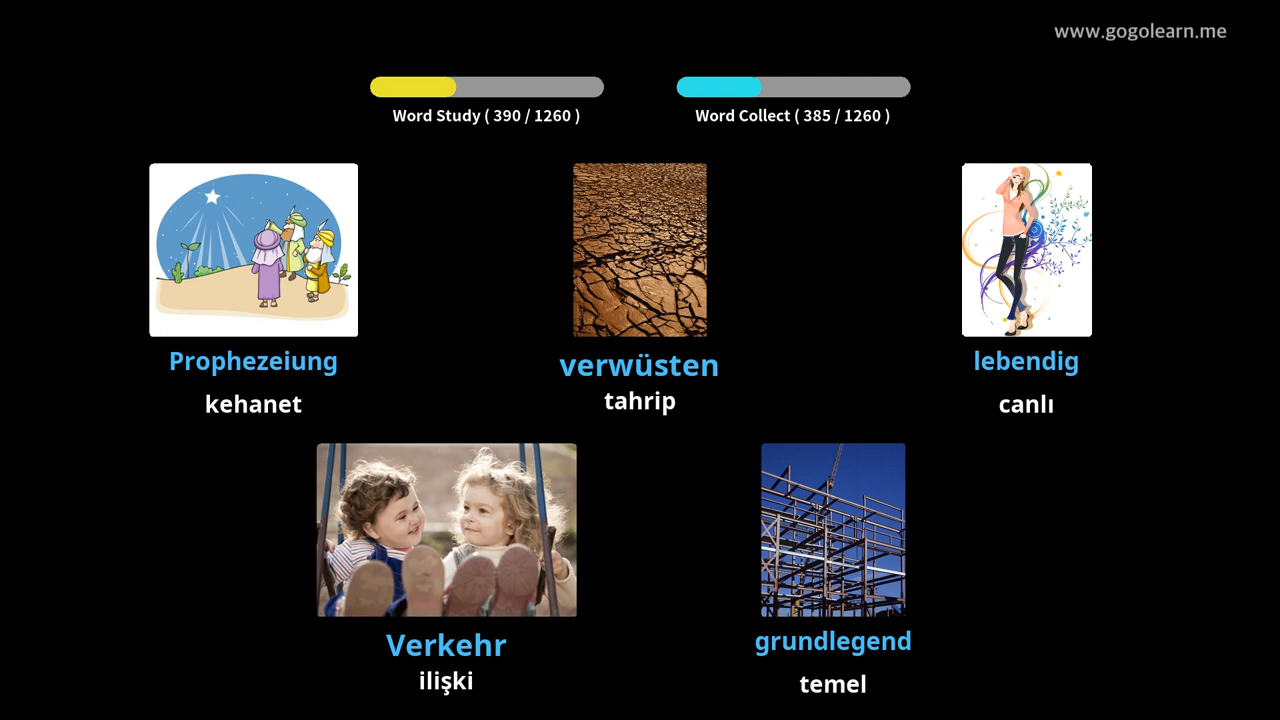 www.gogolearn.me
Word Study ( 390 / 1260 )
Word Collect ( 385 / 1260 )
Prophezeiung
kehanet
verwüsten
tahrip
lebendig
canlı
Verkehr
ilişki
grundlegend
temel